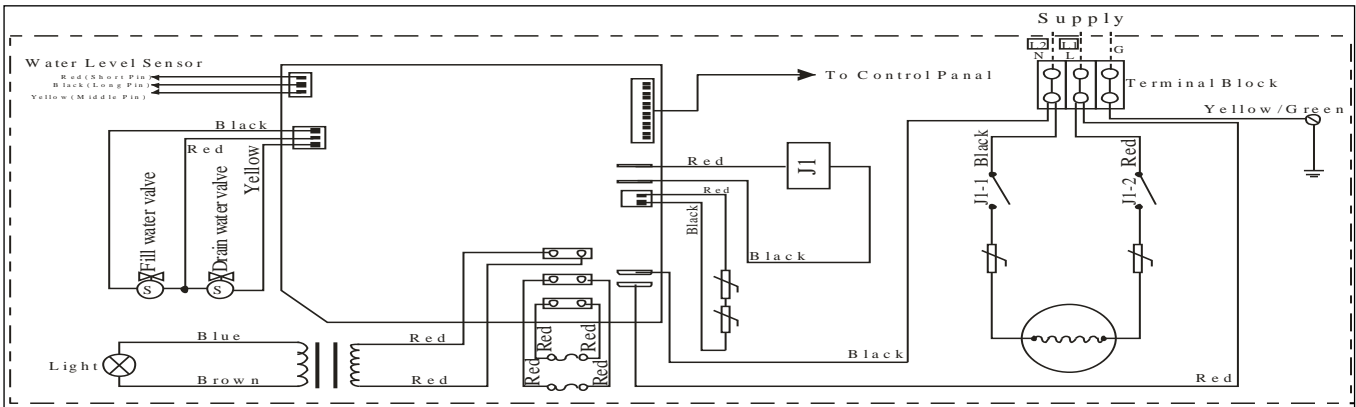 Supply
L2
L1
N
L
G
Water Level Sensor
Red(Short Pin)
Black(Long Pin)
Yellow(Middle Pin)
To Control Panal
Terminal Block
Yellow/Green
Black
Red
Yellow
Fill water valve
Drain water valve
S
S
Red
J1
Red
Black
Black
J1-1
Black
J1-2
Red
Light
Blue
Brown
Red
Red
Red
Red
Red
Red
Black
Red